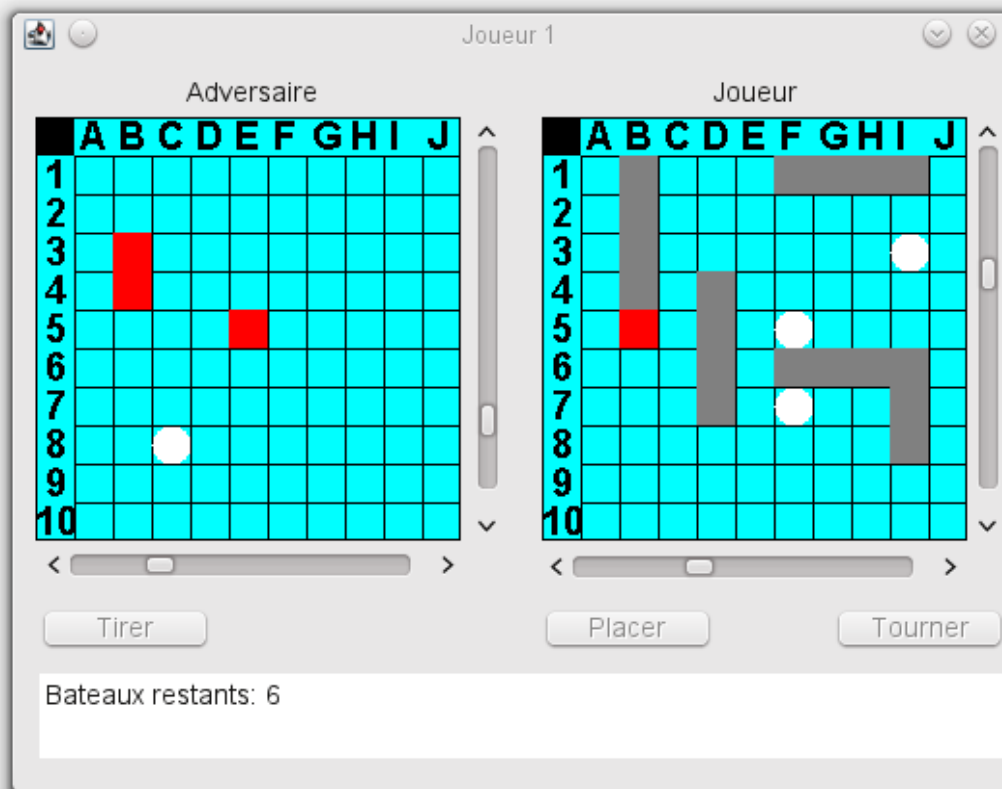 Joueur 1
Adversaire
A B C D E F G H I J
1
2
3
4
5
6
7
8
9
10
Joueur
A B C D E F G H I J
1
2
3
4
5
6
7
8
9
10
Tirer
Placer
Tourner
Bateaux restants: 6